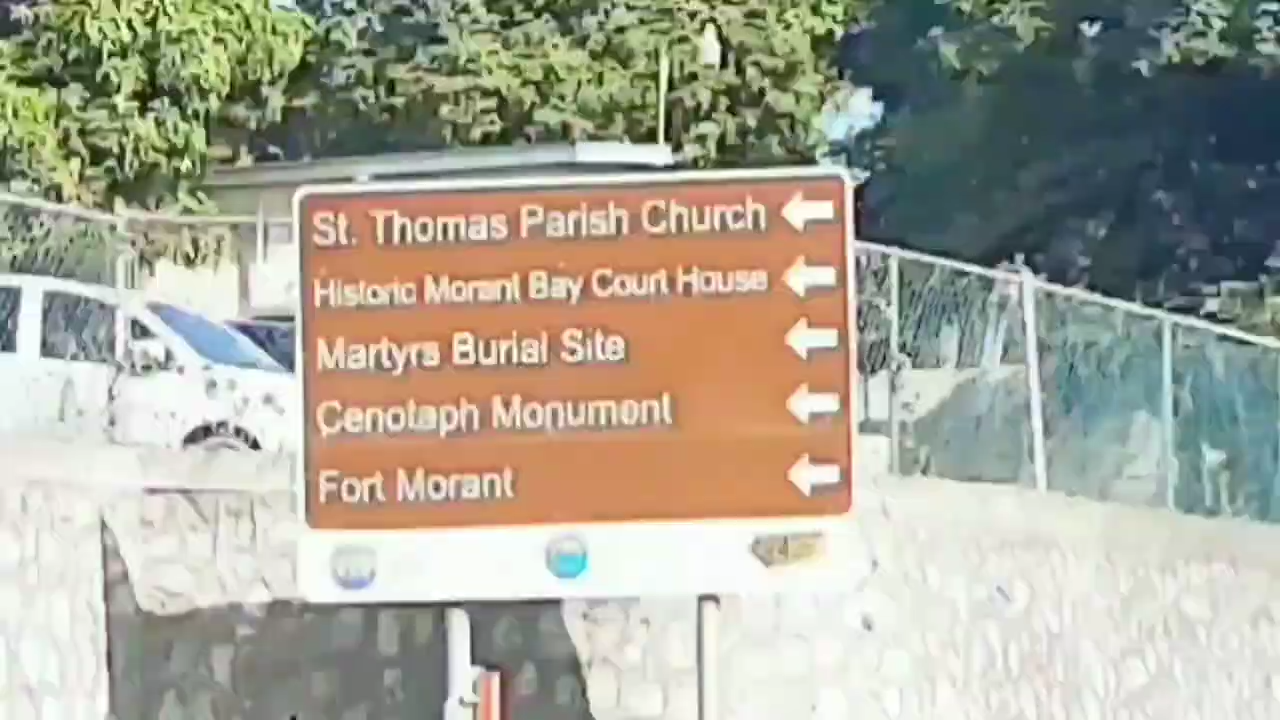 St. Thomas Parish Church
Historic Morant Bay Court House
Martyrs Burial Site
Cenotaph Monument
Fort Morant